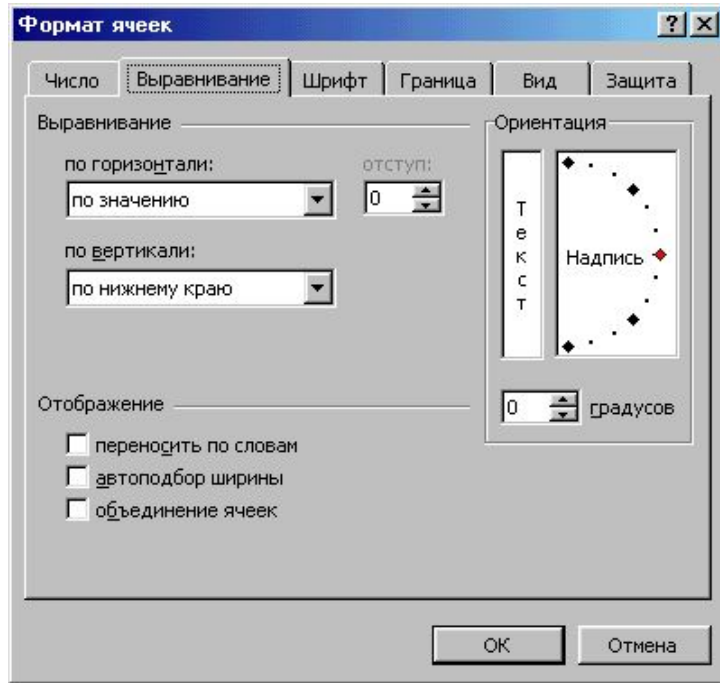 Формат ячеек
Число Выравнивание Шрифт Граница Вид Защита
Выравнивание
по горизонтали:
отступ:
по значению
0
по вертикали:
по нижнему краю
Ориентация
Текст
Надпись
0 градусов
Отображение
переносить по словам
автоподбор ширины
объединение ячеек
ОК
Отмена